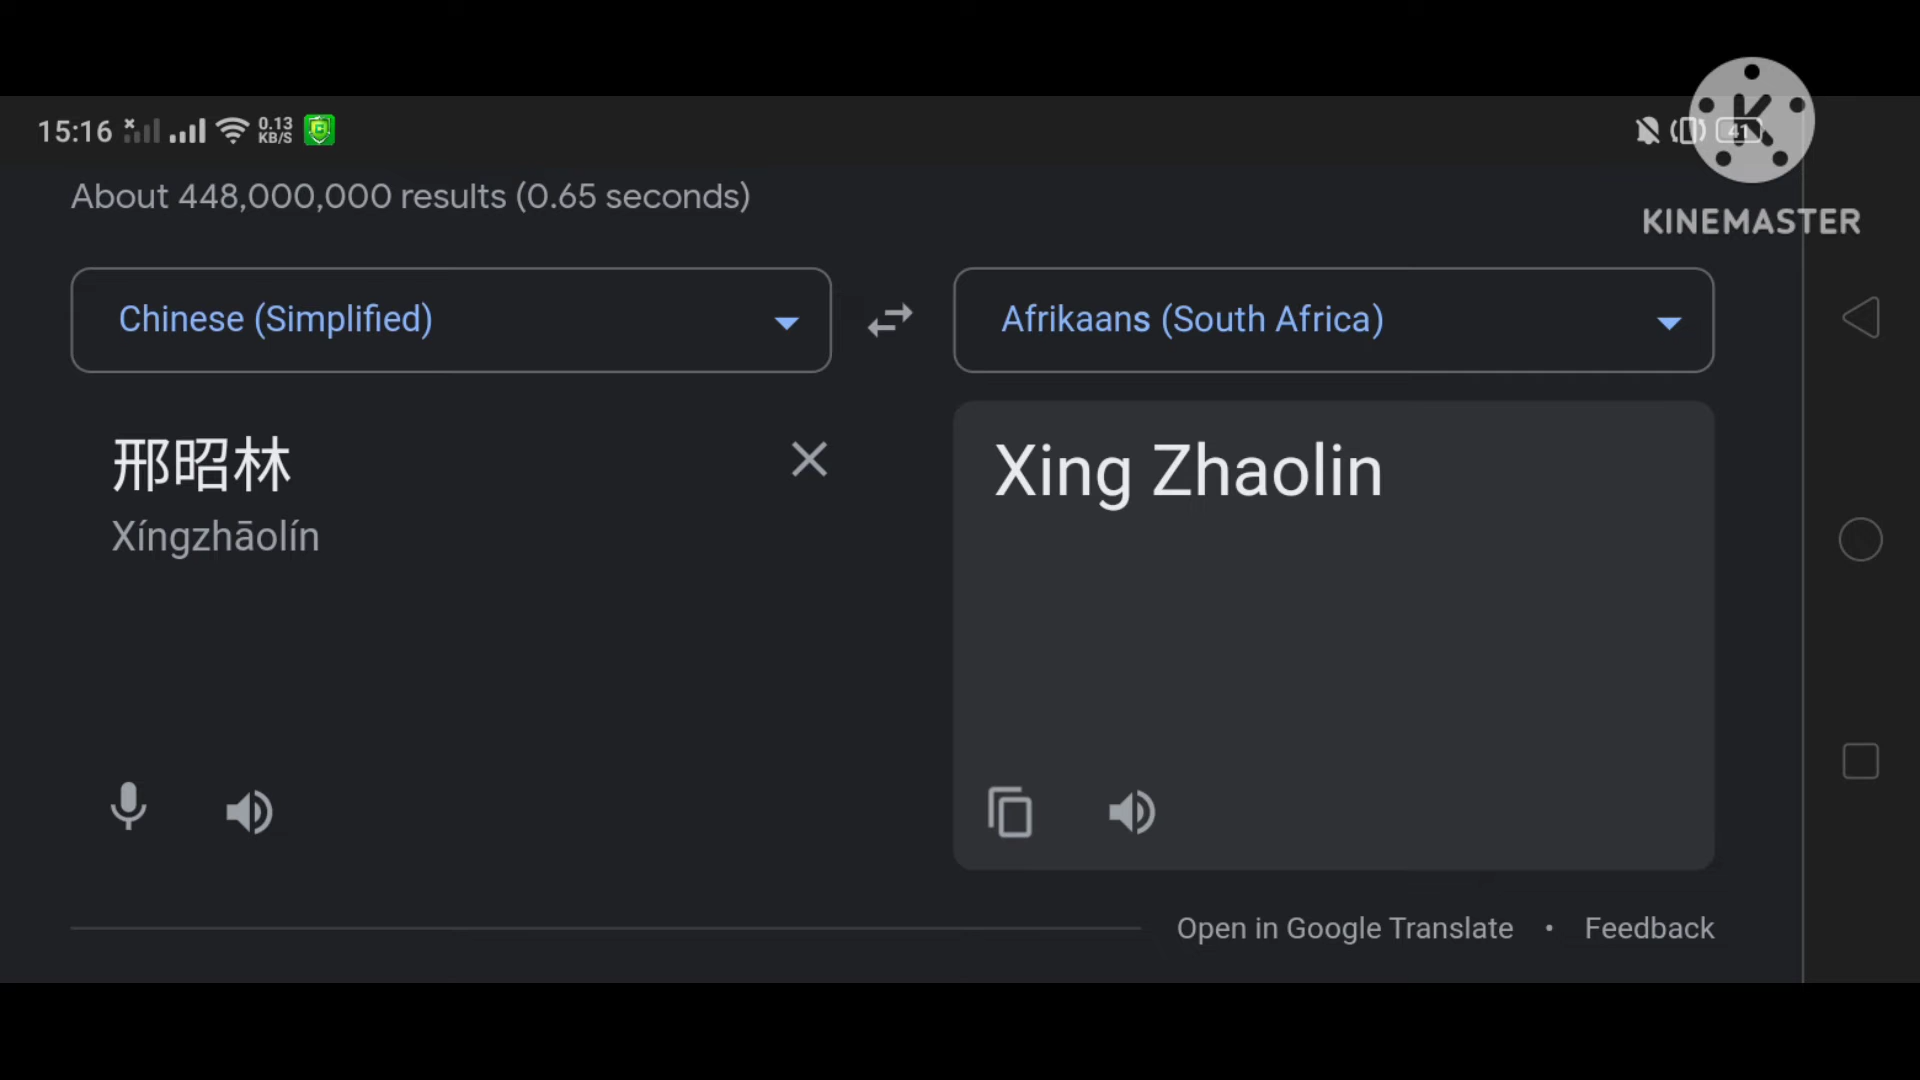 15:16 0.13 KB/S 41
About 448,000,000 results (0.65 seconds)
KINEMASTER
Chinese (Simplified) Afrikaans (South Africa)
邢昭林 Xing Zhaolin
Xíngzhāolín
Open in Google Translate • Feedback